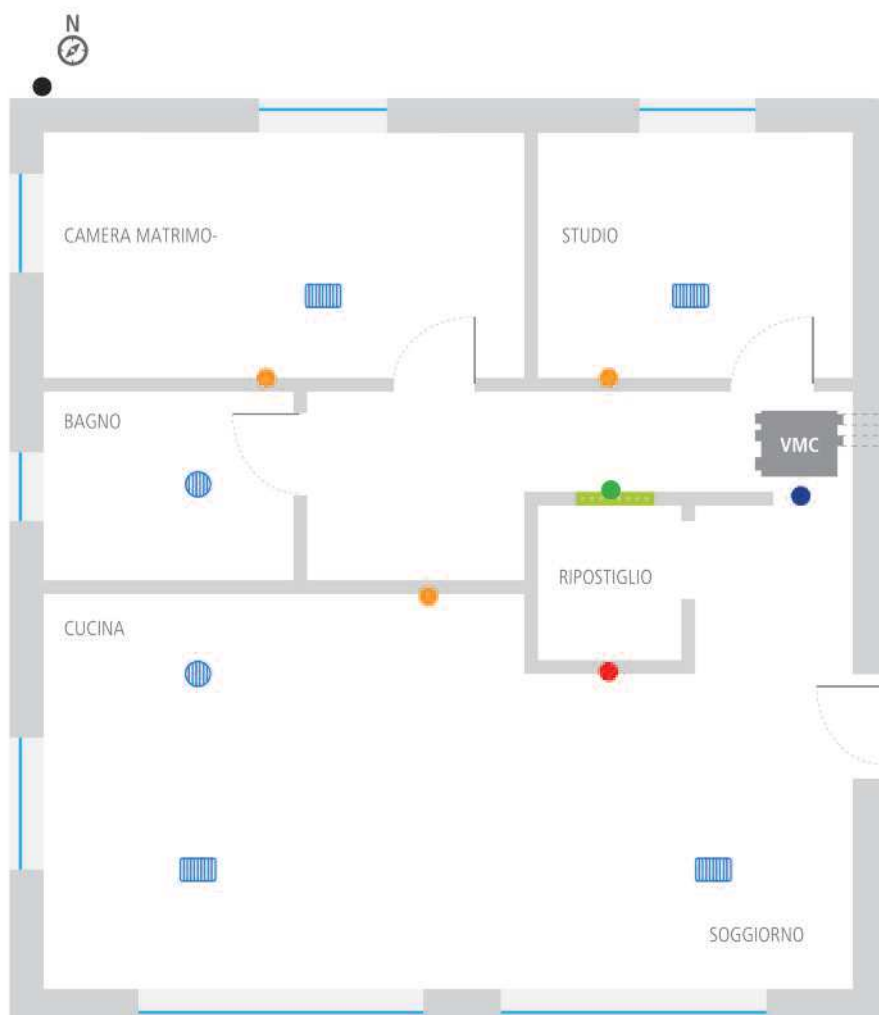 N
CAMERA MATRIMO-
STUDIO
BAGNO
VMC
RIPOSTIGLIO
CUCINA
SOGGIORNO